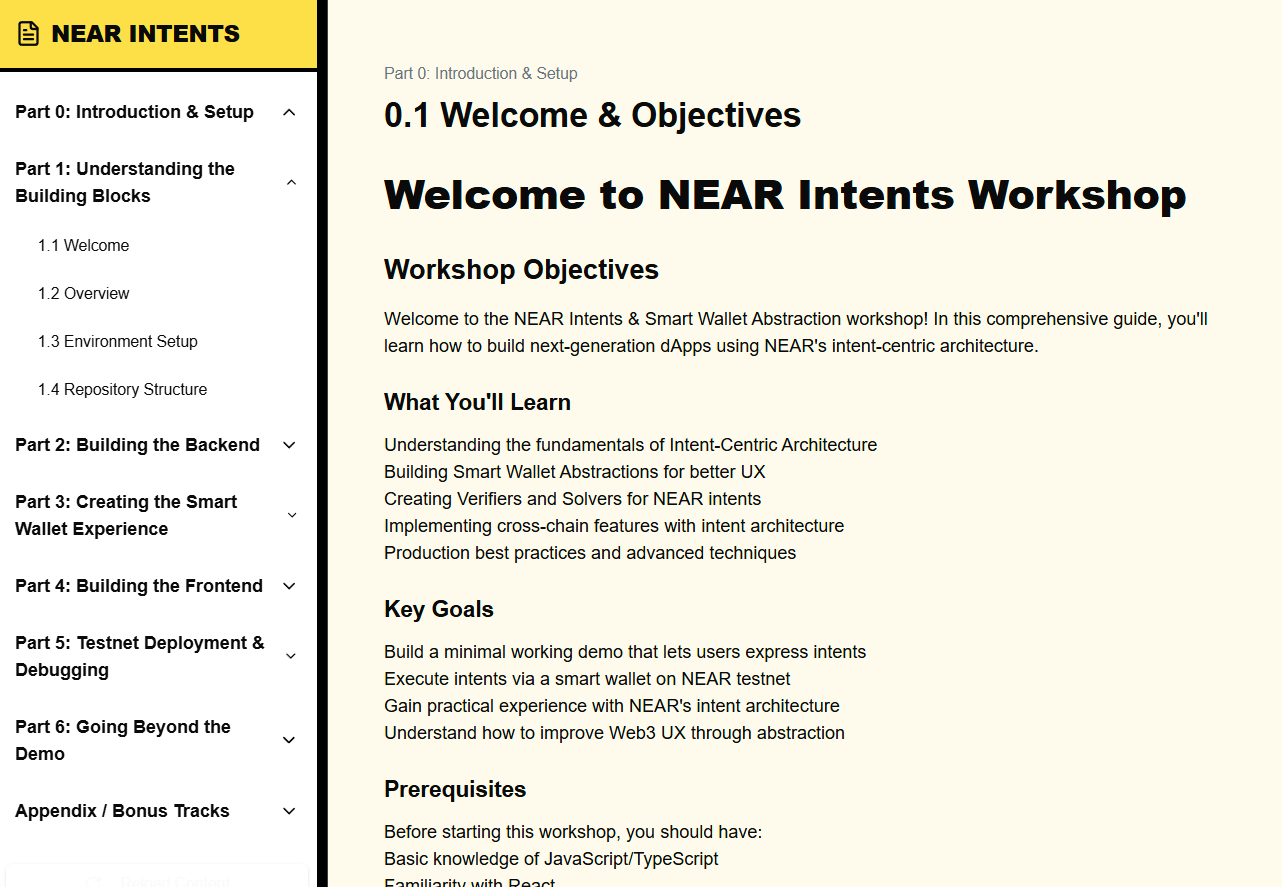 NEAR INTENTS
Part 0: Introduction & Setup
Part 1: Understanding the
Building Blocks
1.1 Welcome
1.2 Overview
1.3 Environment Setup
1.4 Repository Structure
Part 2: Building the Backend
Part 3: Creating the Smart
Wallet Experience
Part 4: Building the Frontend
Part 5: Testnet Deployment &
Debugging
Part 6: Going Beyond the
Demo
Appendix / Bonus Tracks
Reload Content
Part 0: Introduction & Setup
0.1 Welcome & Objectives
Welcome to NEAR Intents Workshop
Workshop Objectives
Welcome to the NEAR Intents & Smart Wallet Abstraction workshop! In this comprehensive guide, you'll
learn how to build next-generation dApps using NEAR's intent-centric architecture.
What You'll Learn
Understanding the fundamentals of Intent-Centric Architecture
Building Smart Wallet Abstractions for better UX
Creating Verifiers and Solvers for NEAR intents
Implementing cross-chain features with intent architecture
Production best practices and advanced techniques
Key Goals
Build a minimal working demo that lets users express intents
Execute intents via a smart wallet on NEAR testnet
Gain practical experience with NEAR's intent architecture
Understand how to improve Web3 UX through abstraction
Prerequisites
Before starting this workshop, you should have:
Basic knowledge of JavaScript/TypeScript
Familiarity with React